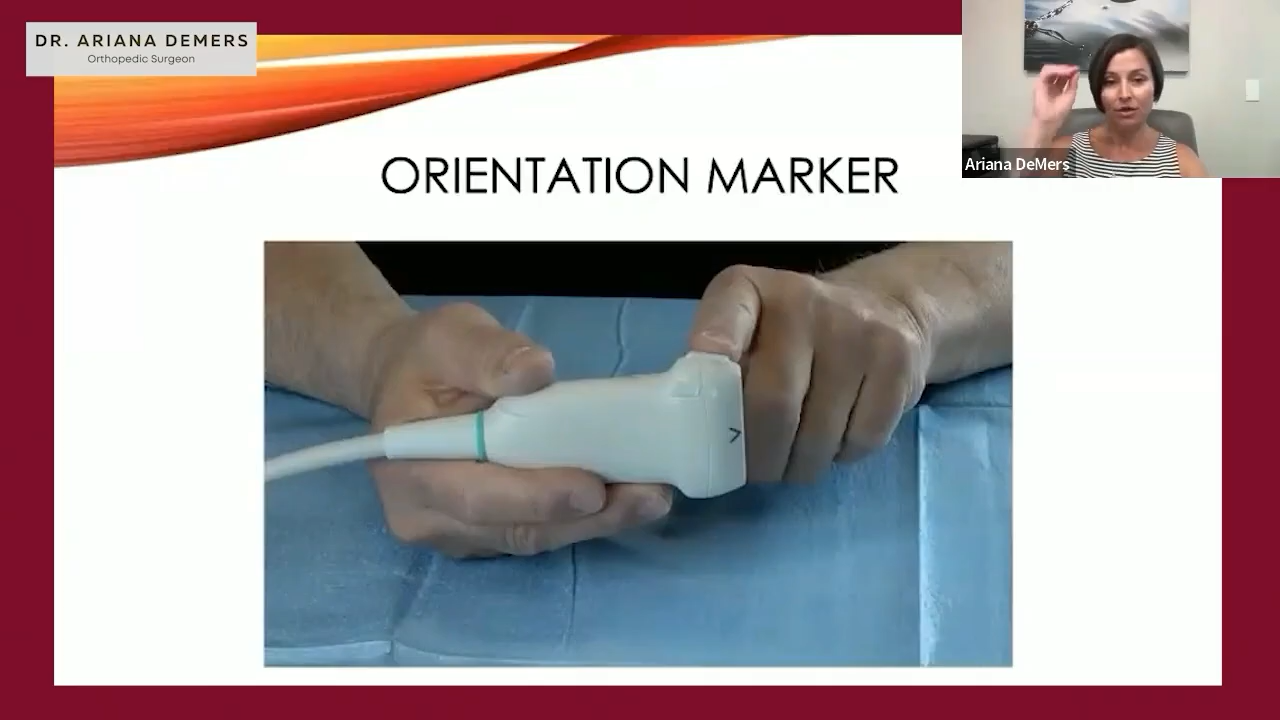 DR. ARIANA DEMERS
Orthopedic Surgeon
Ariana DeMers
ORIENTATION MARKER